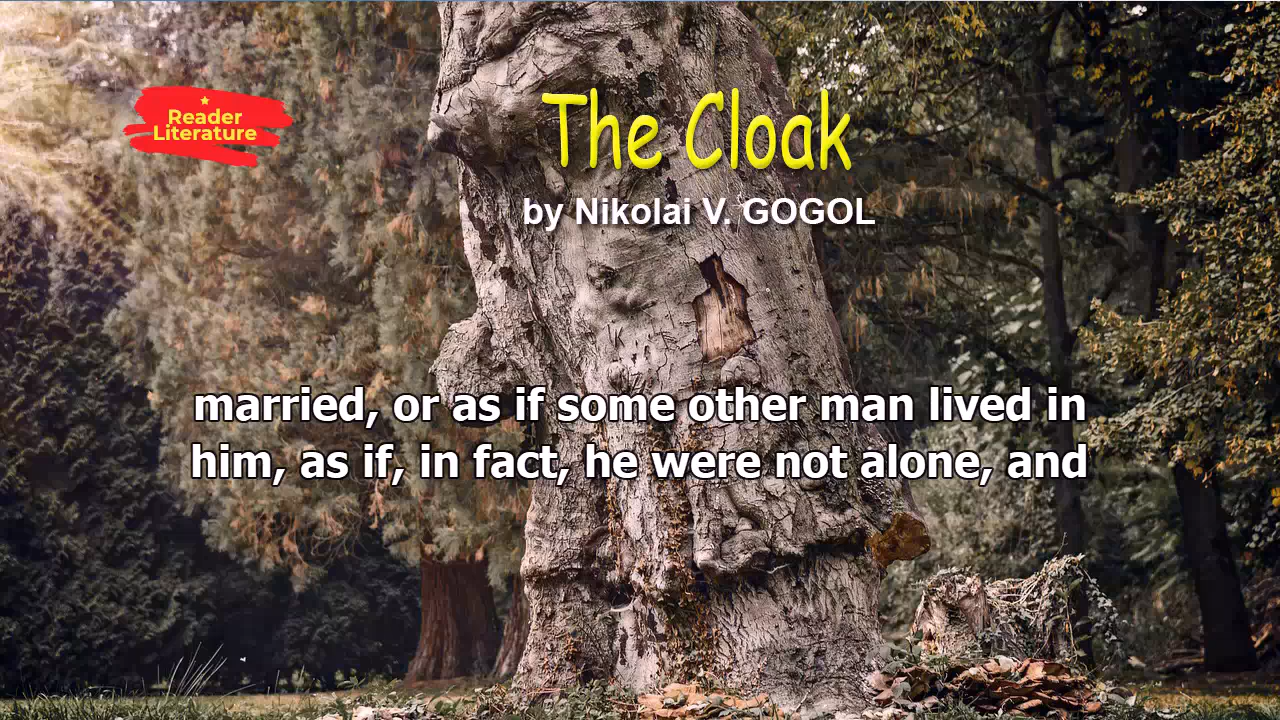 Reader
Literature
The Cloak
by Nikolai V. GOGOL
married, or as if some other man lived in
him, as if, in fact, he were not alone, and